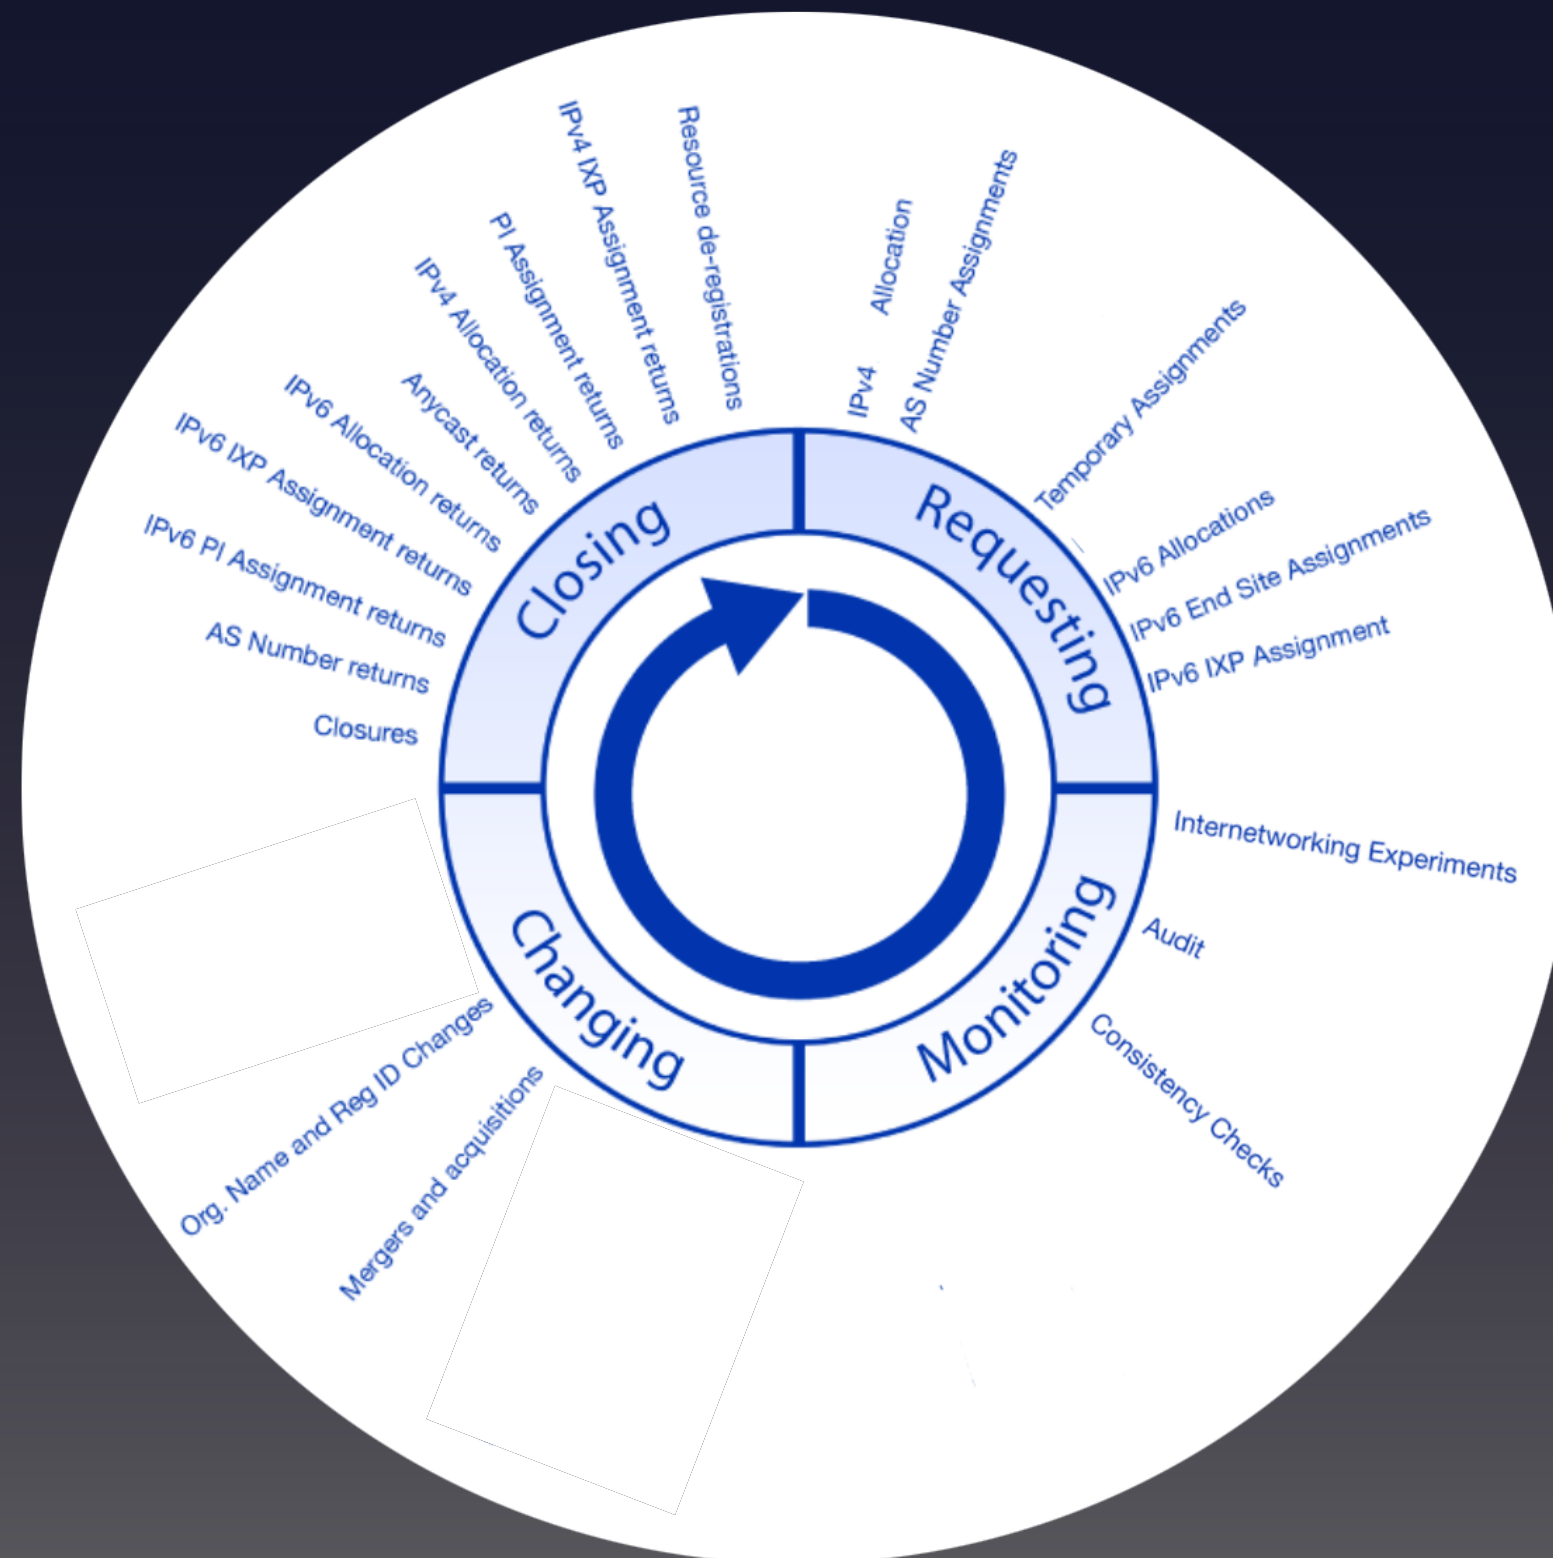 Requesting
IPv4 Allocation
AS Number Assignments
Temporary Assignments
IPv6 Allocations
IPv6 End Site Assignments
IPv6 IXP Assignment
Monitoring
Internetworking Experiments
Audit
Consistency Checks
Changing
Mergers and acquisitions
Org. Name and Reg ID Changes
Closing
Closures
AS Number returns
IPv6 PI Assignment returns
IPv6 IXP Assignment returns
IPv6 Allocation returns
Anycast returns
IPv4 Allocation returns
PI Assignment returns
IPv4 IXP Assignment returns
Resource de-registrations